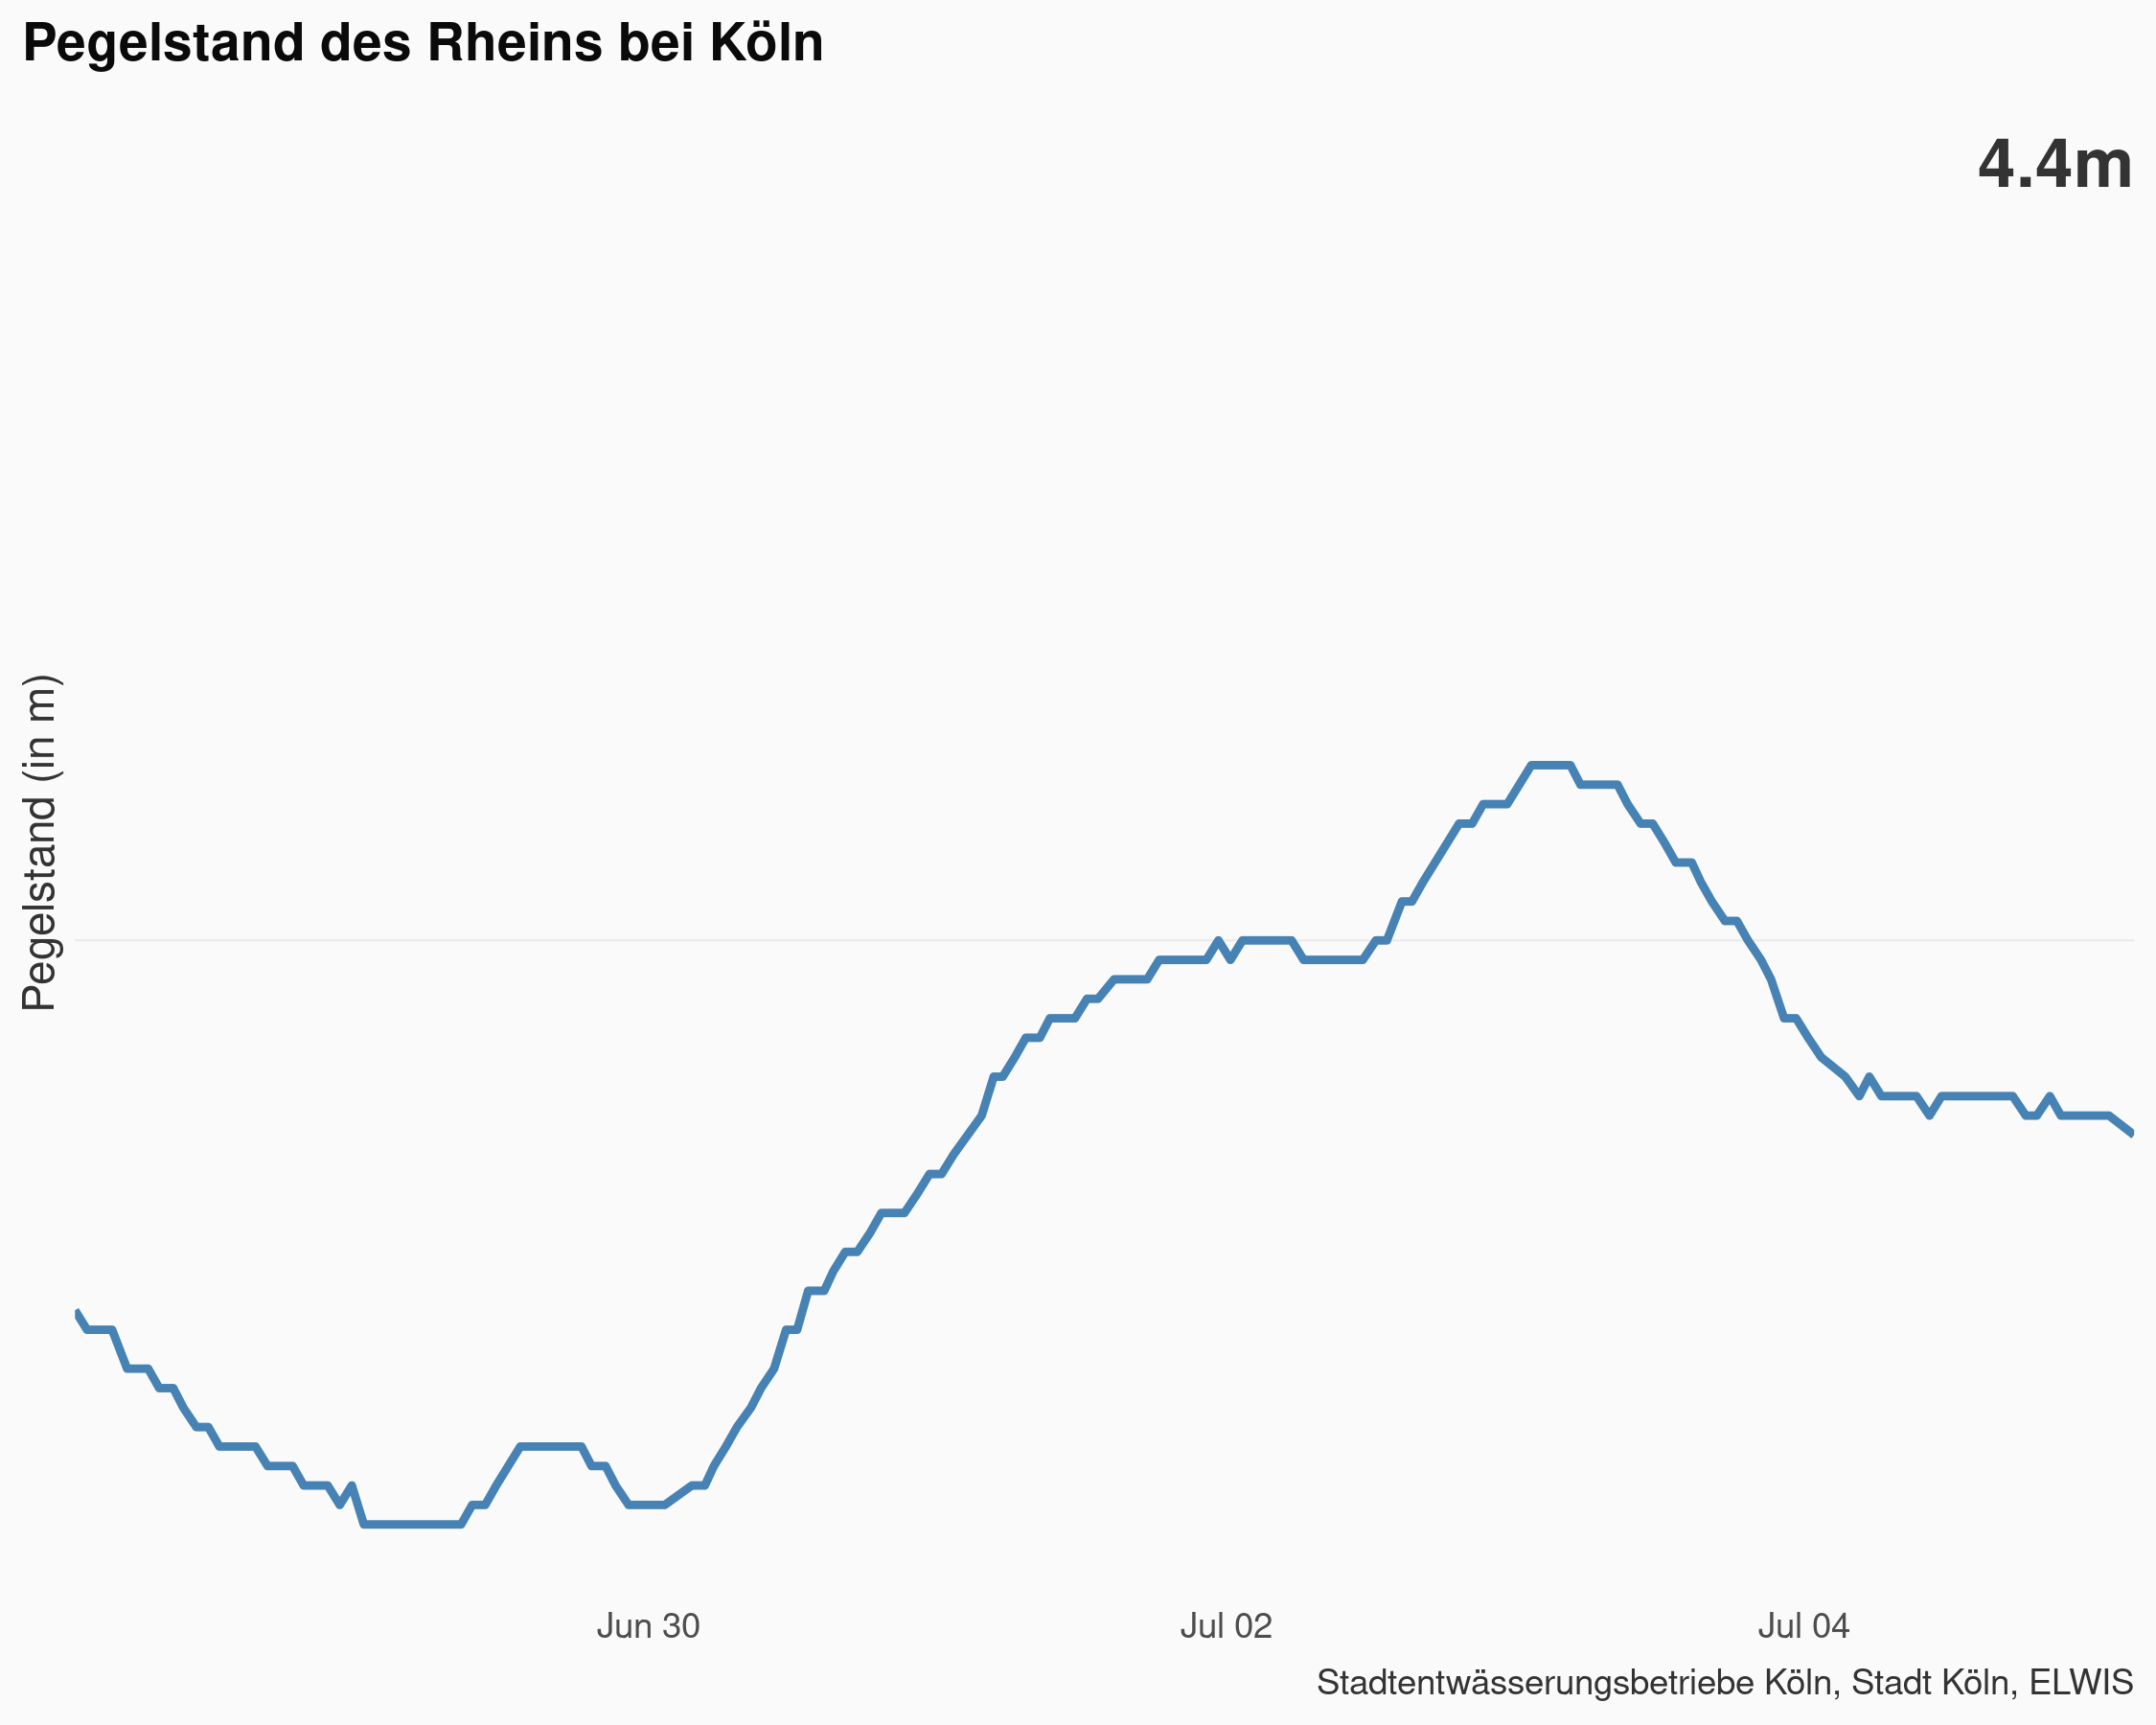 Pegelstand des Rheins bei Köln
4.4m
Pegelstand (in m)
Jun 30
Jul 02
Jul 04
Stadtentwässerungsbetriebe Köln, Stadt Köln, ELWIS